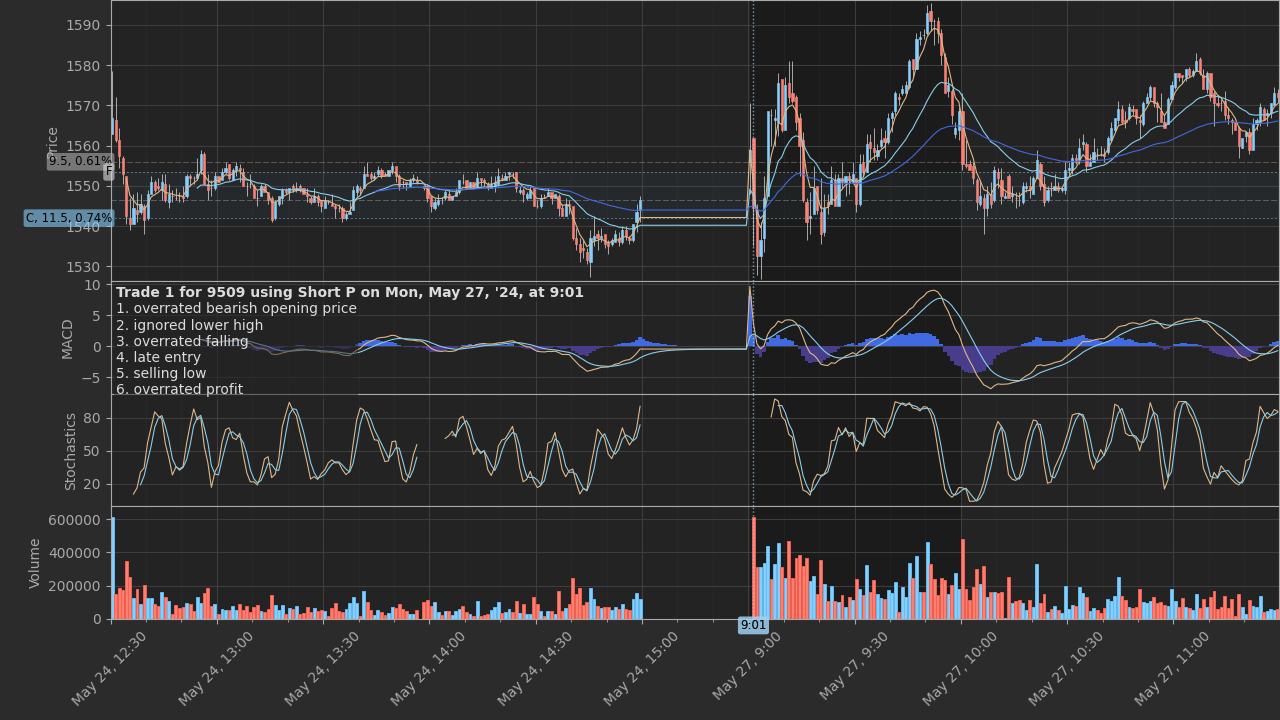 1590
1580
1570
1560
1550
1540
1530
Price
9.5, 0.61%
F
C, 11.5, 0.74%
10
5
0
−5
MACD
Trade 1 for 9509 using Short P on Mon, May 27, '24, at 9:01
1. overrated bearish opening price
2. ignored lower high
3. overrated falling
4. late entry
5. selling low
6. overrated profit
80
50
20
Stochastics
600000
400000
200000
0
Volume
9:01
May 24, 12:30
May 24, 13:00
May 24, 13:30
May 24, 14:00
May 24, 14:30
May 24, 15:00
May 27, 9:00
May 27, 9:30
May 27, 10:00
May 27, 10:30
May 27, 11:00